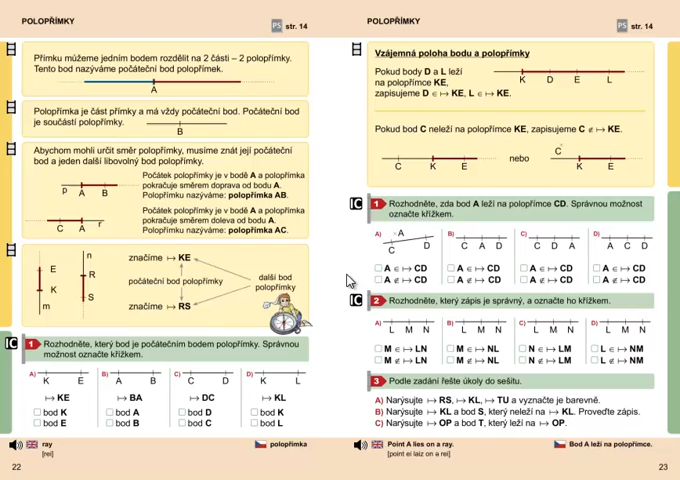 POLOPŘÍMKY
PS str. 14
Přímku můžeme jedním bodem rozdělit na 2 části – 2 polopřímky.
Tento bod nazýváme počáteční bod polopřímek.
A
Polopřímka je část přímky a má vždy počáteční bod. Počáteční bod
je součástí polopřímky.
B
Abychom mohli určit směr polopřímky, musíme znát její počáteční
bod a jeden další libovolný bod polopřímky.
p A B
Počátek polopřímky je v bodě A a polopřímka
pokračuje směrem doprava od bodu A.
Polopřímku nazýváme: polopřímka AB.
C A r
Počátek polopřímky je v bodě A a polopřímka
pokračuje směrem doleva od bodu A.
Polopřímku nazýváme: polopřímka AC.
E
K
m
n
R
S
značíme ↦ KE
počáteční bod polopřímky
další bod
polopřímky
značíme ↦ RS
1 Rozhodněte, který bod je počátečním bodem polopřímky. Správnou
možnost označte křížkem.
A) B) C) D)
K E A B C D K L
↦ KE ↦ BA ↦ DC ↦ KL
bod K bod A bod D bod K
bod E bod B bod C bod L
ray polopřímka
[rei]
22
POLOPŘÍMKY
PS str. 14
Vzájemná poloha bodu a polopřímky
Pokud body D a L leží
na polopřímce KE,
zapisujeme D ∈ ↦ KE, L ∈ ↦ KE.
K D E L
Pokud bod C neleží na polopřímce KE, zapisujeme C ∉ ↦ KE.
C K E nebo C K E
1 Rozhodněte, zda bod A leží na polopřímce CD. Správnou možnost
označte křížkem.
A) B) C) D)
A C D C A D C D A A C D
A ∈ ↦ CD A ∈ ↦ CD A ∈ ↦ CD A ∈ ↦ CD
A ∉ ↦ CD A ∉ ↦ CD A ∉ ↦ CD A ∉ ↦ CD
2 Rozhodněte, který zápis je správný, a označte ho křížkem.
A) B) C) D)
L M N L M N L M N L M N
M ∈ ↦ LN M ∈ ↦ NL N ∈ ↦ LM L ∈ ↦ NM
M ∉ ↦ LN M ∉ ↦ NL N ∉ ↦ LM L ∉ ↦ NM
3 Podle zadání řešte úkoly do sešitu.
A) Narýsujte ↦ RS, ↦ KL, ↦ TU a vyznačte je barevně.
B) Narýsujte ↦ KL a bod S, který neleží na ↦ KL. Proveďte zápis.
C) Narýsujte ↦ OP a bod T, který leží na ↦ OP.
Point A lies on a ray. Bod A leží na polopřímce.
[point ei laiz on ə rei]
23